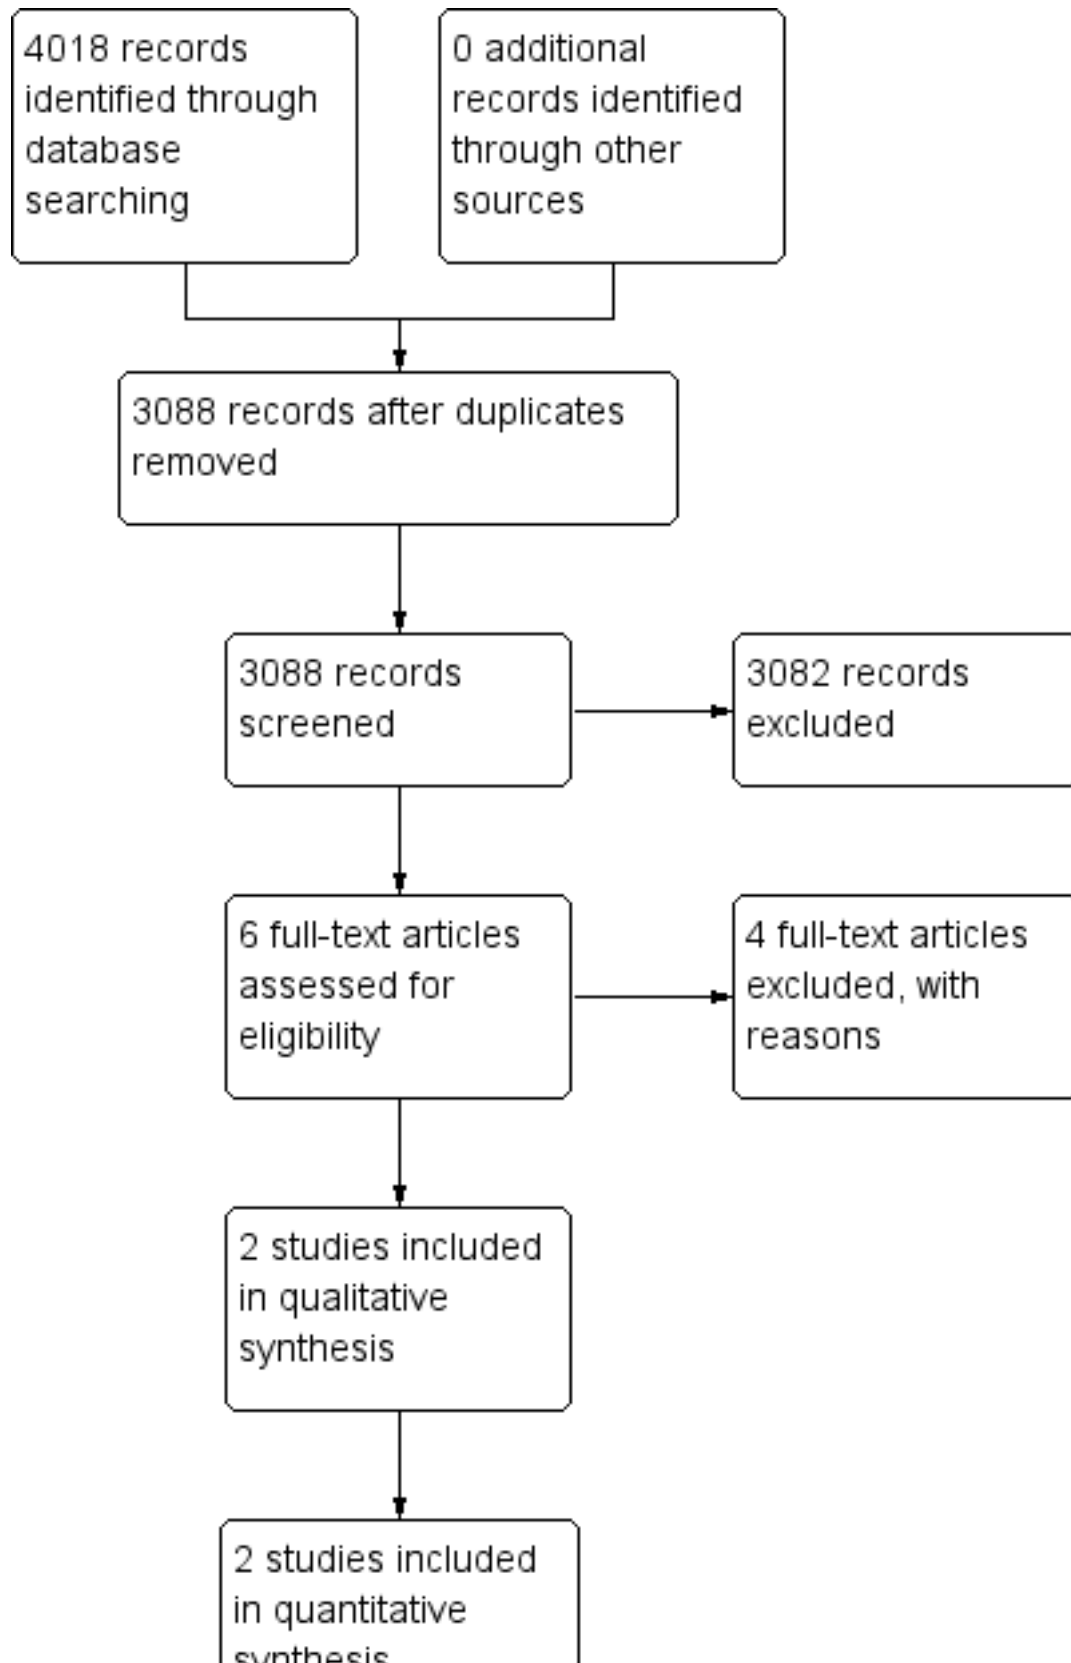 4018 records
identified through
database
searching
0 additional
records identified
through other
sources
3088 records after duplicates
removed
3088 records
screened
3082 records
excluded
6 full-text articles
assessed for
eligibility
4 full-text articles
excluded, with
reasons
2 studies included
in qualitative
synthesis
2 studies included
in quantitative
synthesis